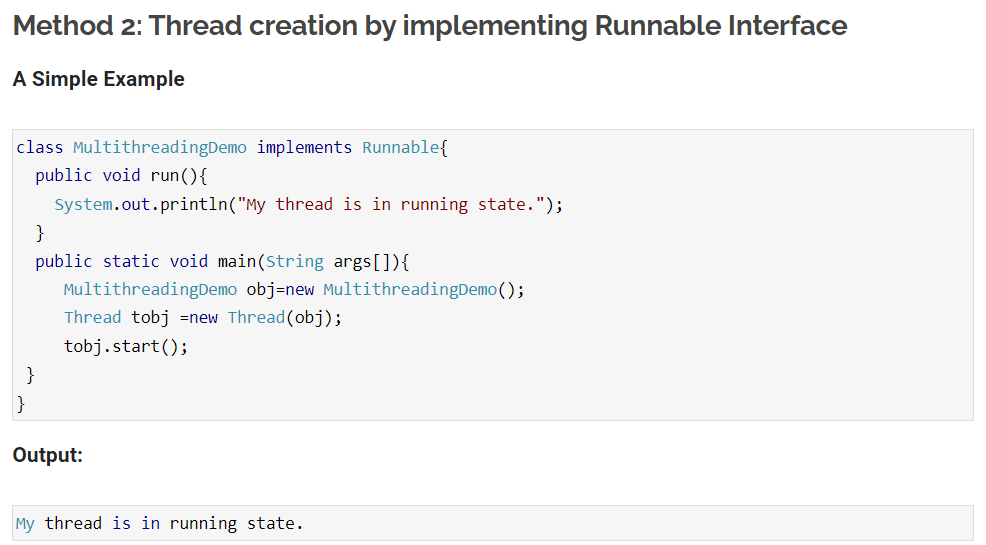 Method 2: Thread creation by implementing Runnable Interface
A Simple Example
class MultithreadingDemo implements Runnable{
  public void run(){
    System.out.println("My thread is in running state.");
  }
  public static void main(String args[]){
     MultithreadingDemo obj=new MultithreadingDemo();
     Thread tobj =new Thread(obj);
     tobj.start();
 }
}
Output:
My thread is in running state.